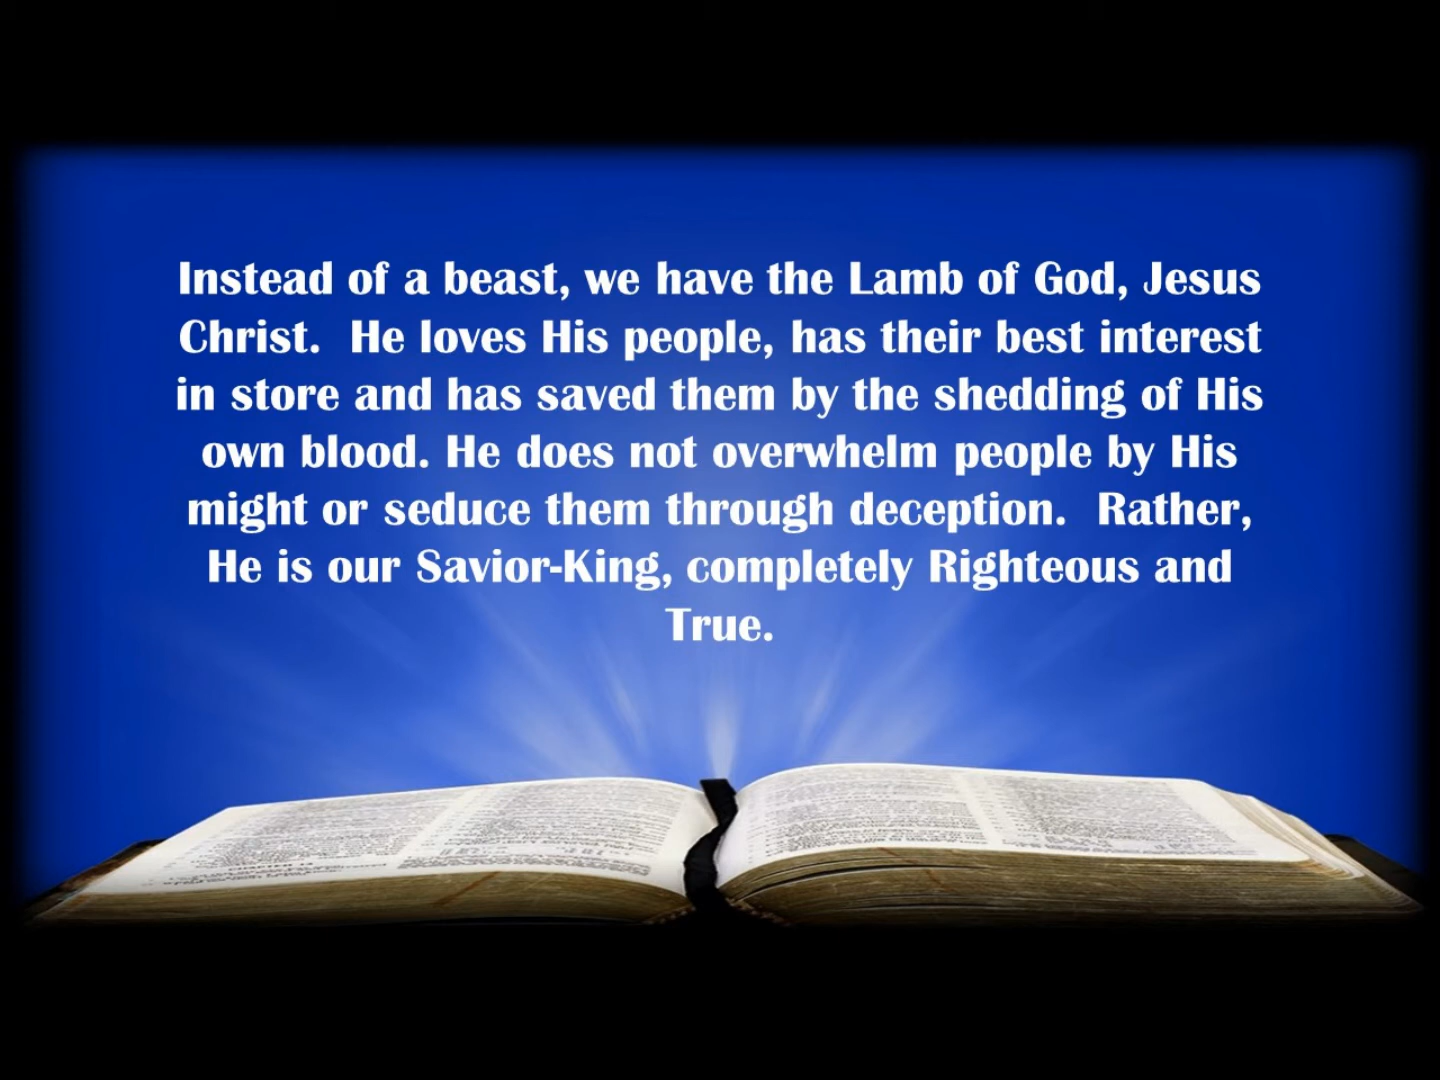 Instead of a beast, we have the Lamb of God, Jesus
Christ.  He loves His people, has their best interest
in store and has saved them by the shedding of His
own blood. He does not overwhelm people by His
might or seduce them through deception.  Rather,
He is our Savior-King, completely Righteous and
True.